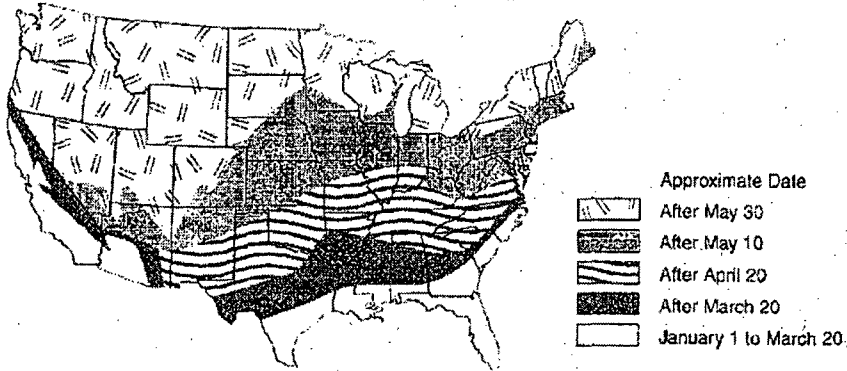 Approximate Date
After May 30
After May 10
After April 20
After March 20
January 1 to March 20